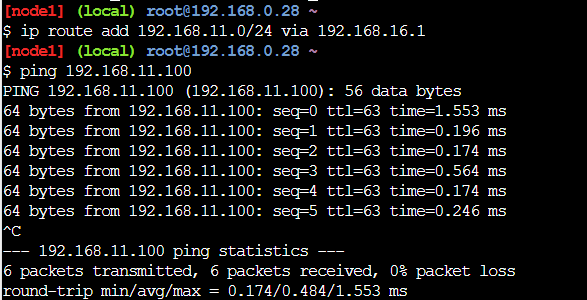 [node1] (local) root@192.168.0.28 ~
$ ip route add 192.168.11.0/24 via 192.168.16.1
[node1] (local) root@192.168.0.28 ~
$ ping 192.168.11.100
PING 192.168.11.100 (192.168.11.100): 56 data bytes
64 bytes from 192.168.11.100: seq=0 ttl=63 time=1.553 ms
64 bytes from 192.168.11.100: seq=1 ttl=63 time=0.196 ms
64 bytes from 192.168.11.100: seq=2 ttl=63 time=0.174 ms
64 bytes from 192.168.11.100: seq=3 ttl=63 time=0.564 ms
64 bytes from 192.168.11.100: seq=4 ttl=63 time=0.174 ms
64 bytes from 192.168.11.100: seq=5 ttl=63 time=0.246 ms
^C
--- 192.168.11.100 ping statistics ---
6 packets transmitted, 6 packets received, 0% packet loss
round-trip min/avg/max = 0.174/0.484/1.553 ms